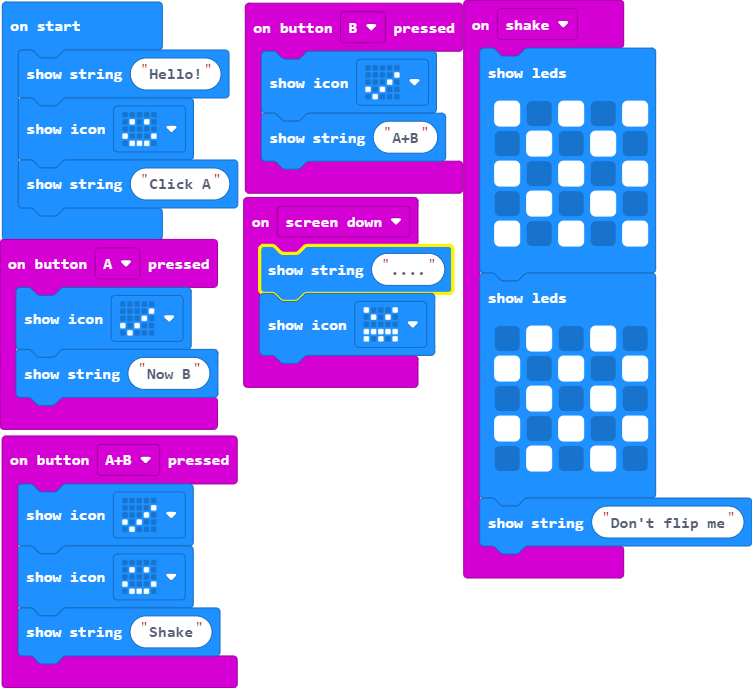 on start
show string "Hello!"
show icon
show string "Click A"
on button A pressed
show icon
show string "Now B"
on button A+B pressed
show icon
show icon
show string "Shake"
on button B pressed
show icon
show string "A+B"
on screen down
show string "...."
show icon
on shake
show leds
show leds
show string "Don't flip me"